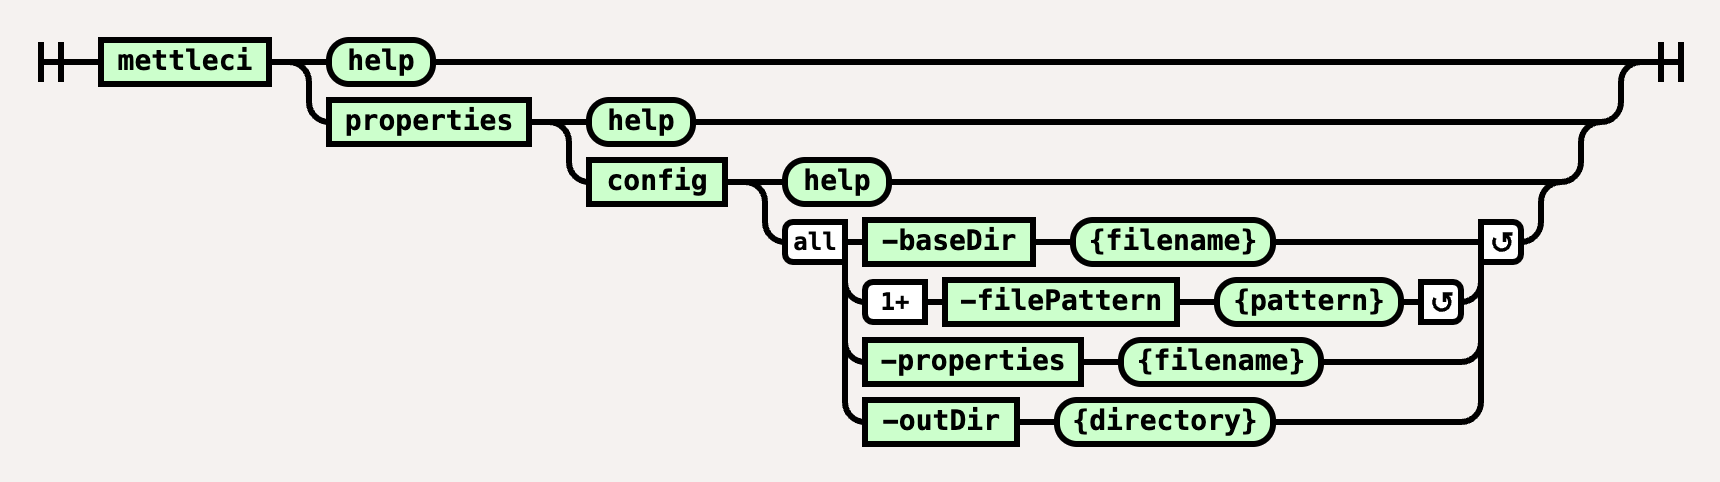 mettleci help
properties help
config help
all -baseDir {filename} ↺
1+ -filePattern {pattern} ↺
-properties {filename}
-outDir {directory}